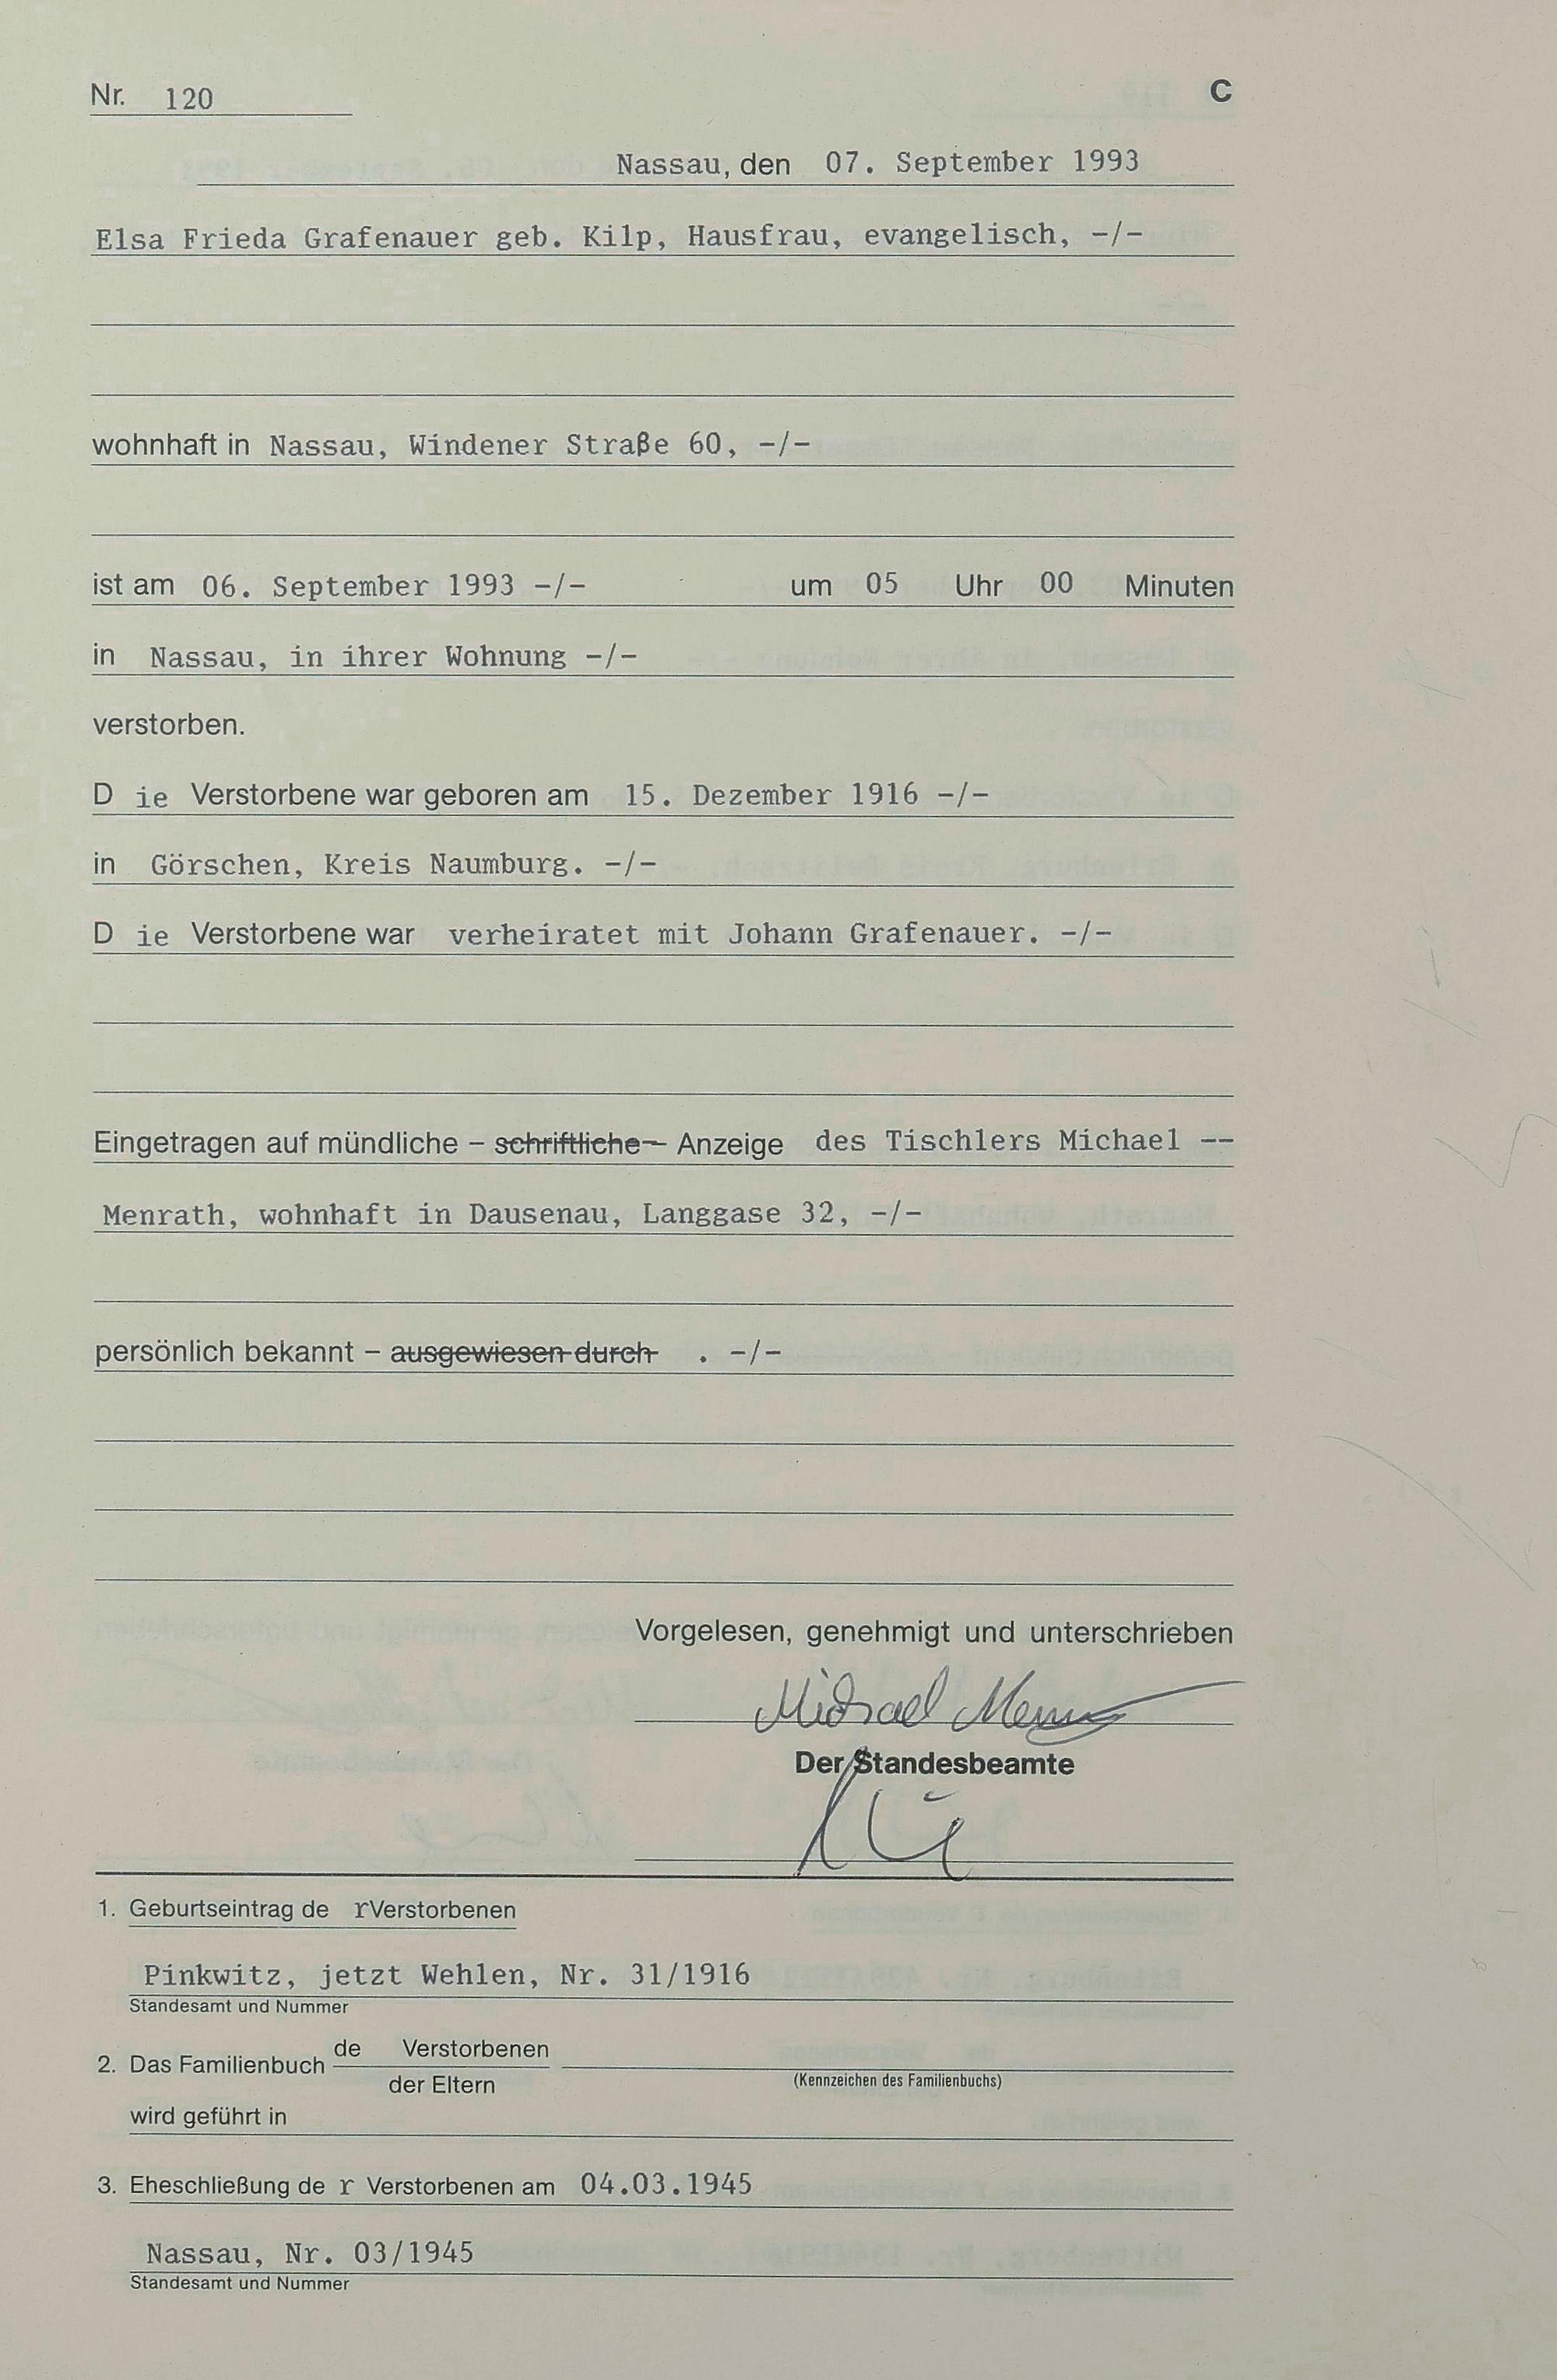 Nr. 120
C
Nassau, den 07. September 1993
Elsa Frieda Grafenauer geb. Kilp, Hausfrau, evangelisch, -/-
wohnhaft in Nassau, Windener Straße 60, -/-
ist am 06. September 1993 -/- um 05 Uhr 00 Minuten
in Nassau, in ihrer Wohnung -/-
verstorben.
D ie Verstorbene war geboren am 15. Dezember 1916 -/-
in Görschen, Kreis Naumburg. -/-
D ie Verstorbene war verheiratet mit Johann Grafenauer. -/-
Eingetragen auf mündliche – schriftliche – Anzeige des Tischlers Michael --
Menrath, wohnhaft in Dausenau, Langgase 32, -/-
persönlich bekannt – ausgewiesen durch . -/-
Vorgelesen, genehmigt und unterschrieben
Michael
Der Standesbeamte
1. Geburtseintrag de rVerstorbenen
Pinkwitz, jetzt Wehlen, Nr. 31/1916
Standesamt und Nummer
2. Das Familienbuch de Verstorbenen
der Eltern
(Kennzeichen des Familienbuchs)
wird geführt in
3. Eheschließung de r Verstorbenen am 04.03.1945
Nassau, Nr. 03/1945
Standesamt und Nummer